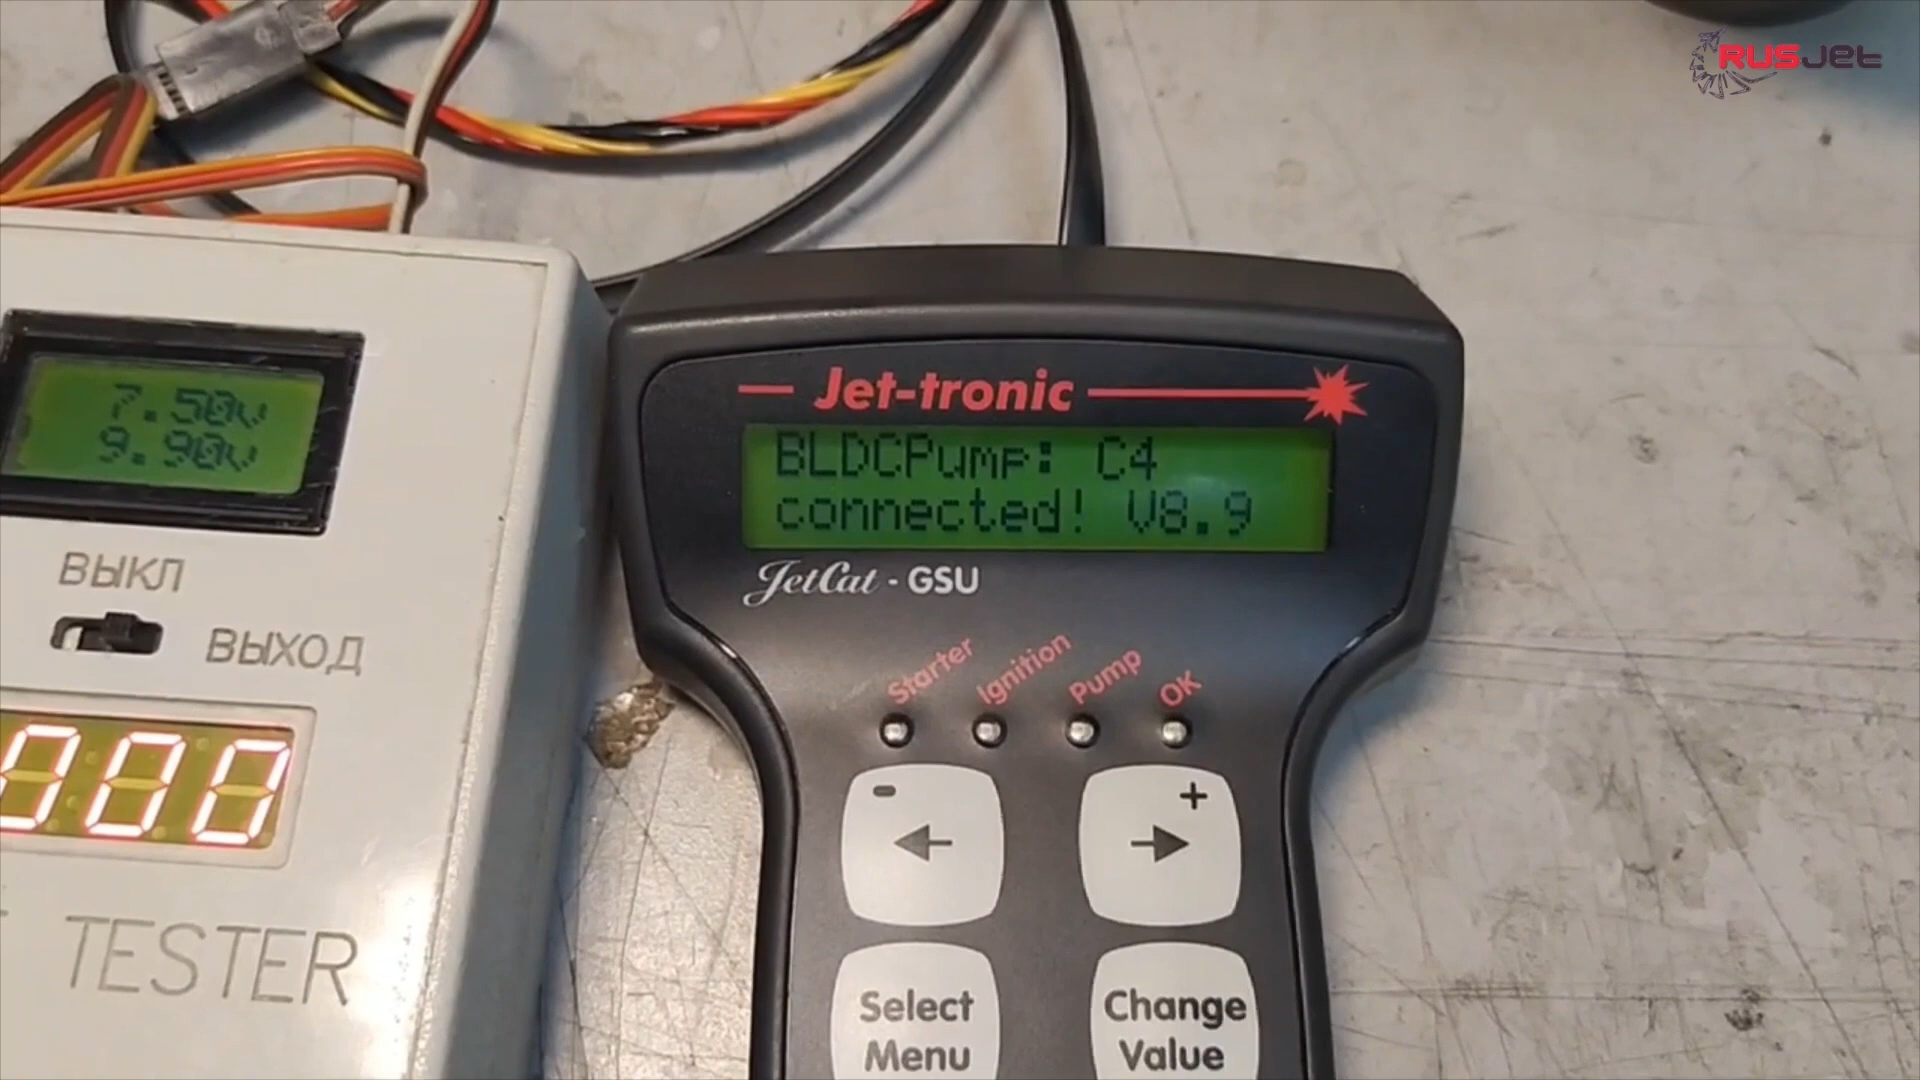 RUSJet
Jet-tronic
BLDCPump: C4
connected! V8.9
JetCat - GSU
7.50v
9.90v
ВЫКЛ
ВЫХОД
Starter
Ignition
Pump
OK
000
- +
TESTER
Select
Menu
Change
Value